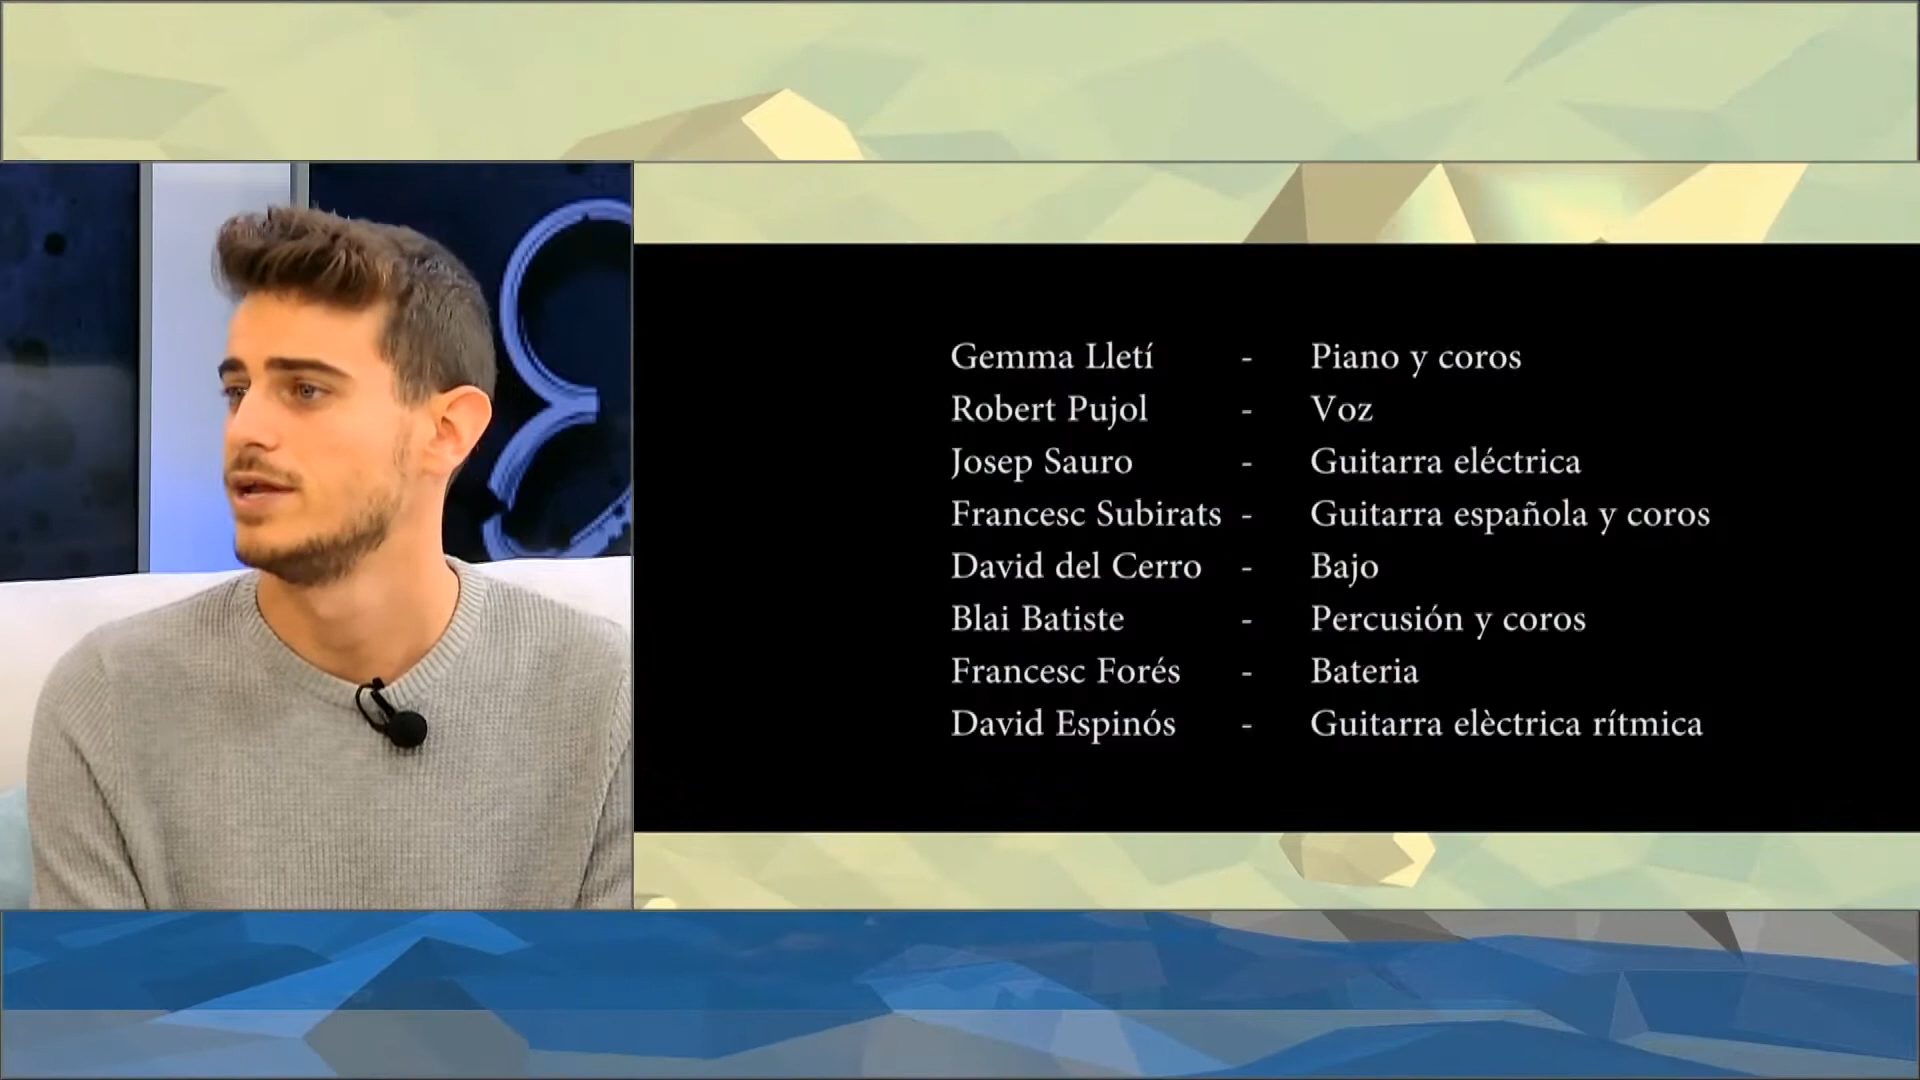 Gemma Lletí - Piano y coros
Robert Pujol - Voz
Josep Sauro - Guitarra eléctrica
Francesc Subirats - Guitarra española y coros
David del Cerro - Bajo
Blai Batiste - Percusión y coros
Francesc Forés - Bateria
David Espinós - Guitarra elèctrica rítmica